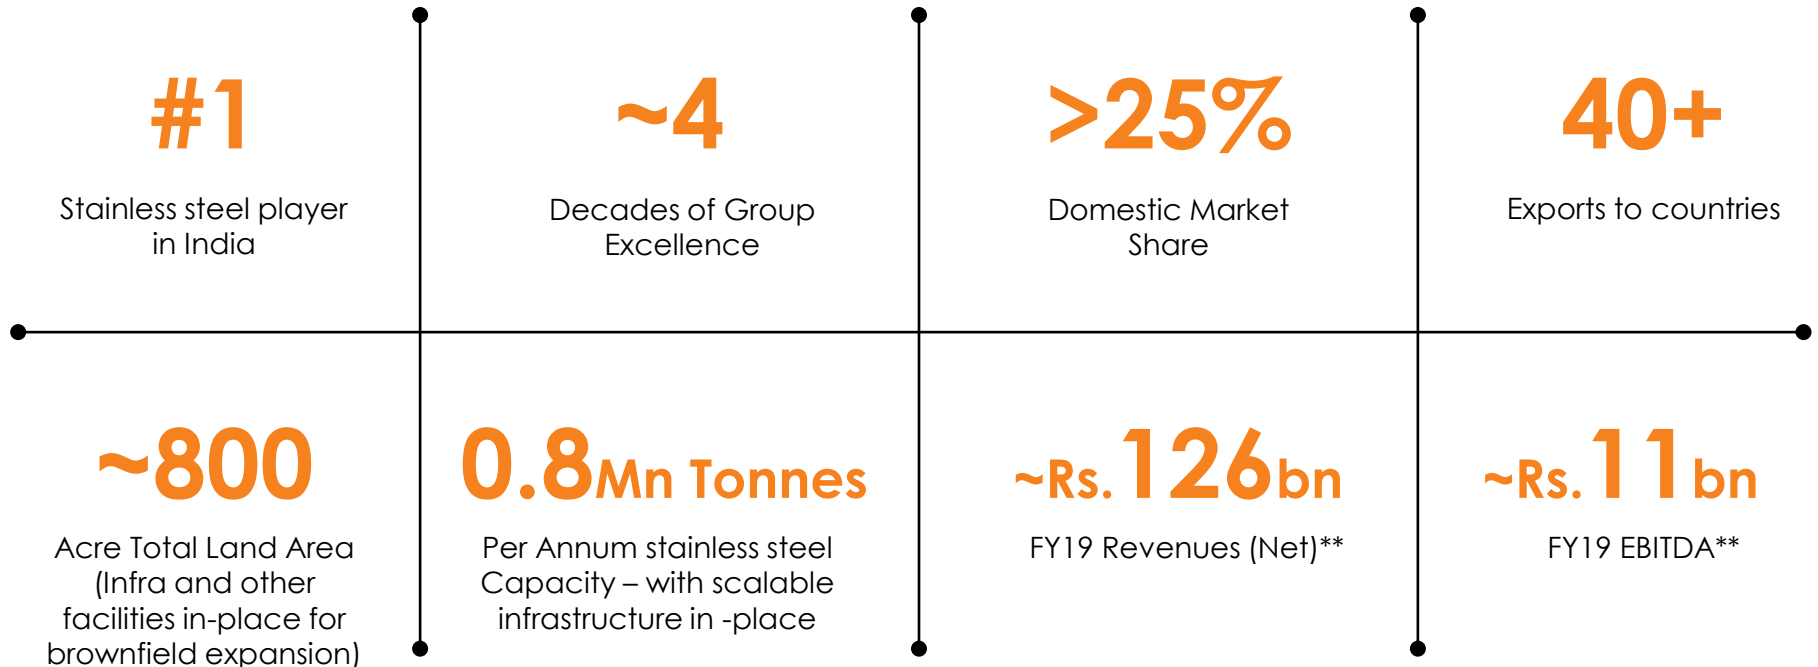 #1
Stainless steel player
in India
~4
Decades of Group
Excellence
>25%
Domestic Market
Share
40+
Exports to countries
~800
Acre Total Land Area
(Infra and other
facilities in-place for
brownfield expansion)
0.8Mn Tonnes
Per Annum stainless steel
Capacity – with scalable
infrastructure in -place
~Rs.126bn
FY19 Revenues (Net)**
~Rs.11bn
FY19 EBITDA**